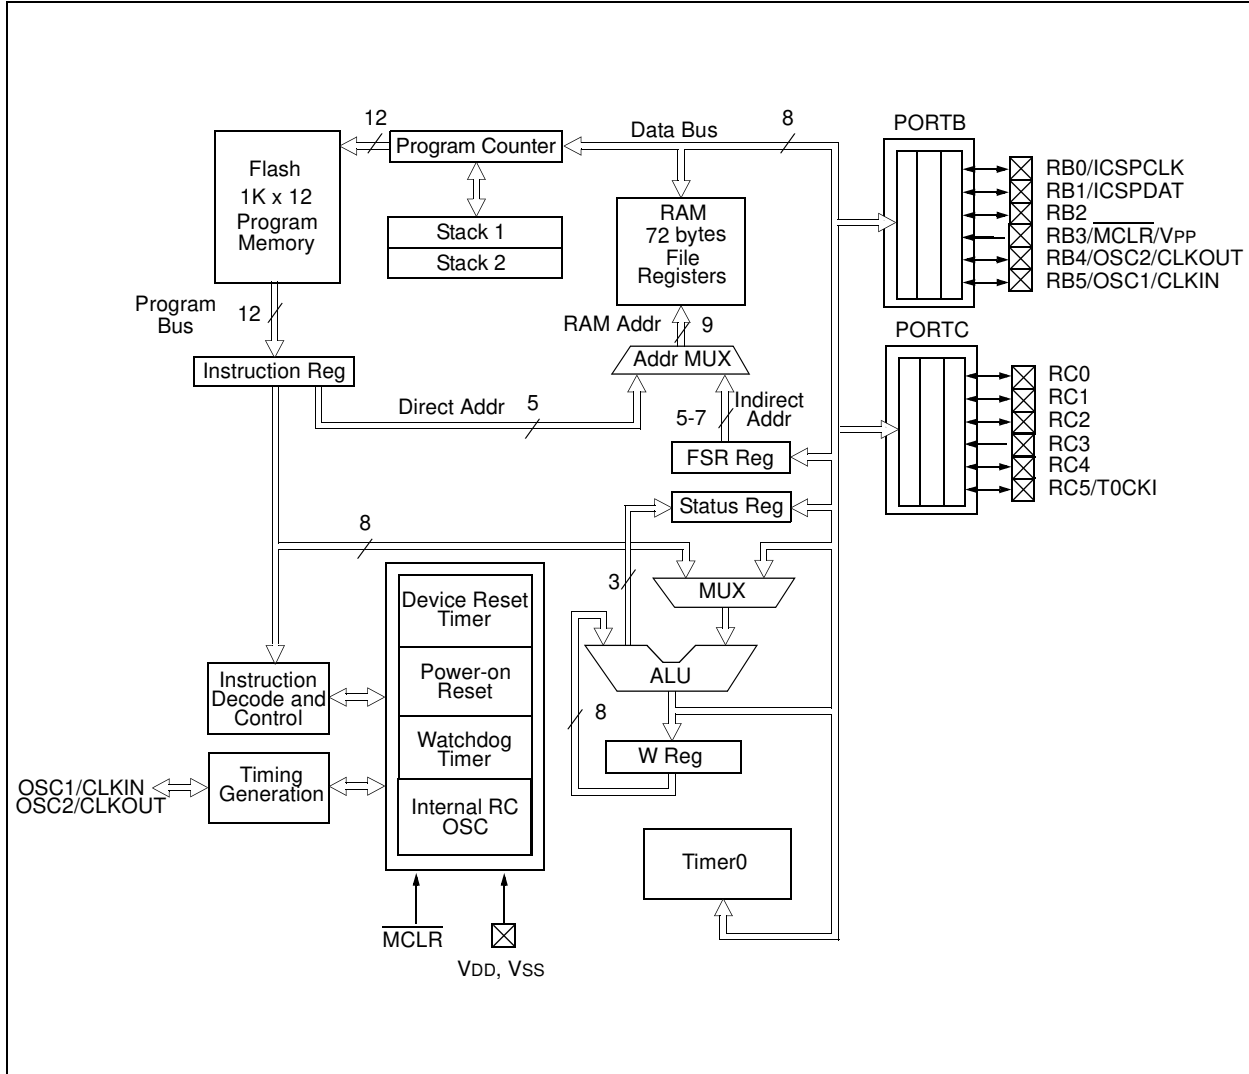 12
Program Counter
Data Bus
8
PORTB
Flash
1K x 12
Program
Memory
Stack 1
Stack 2
RAM
72 bytes
File
Registers
RB0/ICSPCLK
RB1/ICSPDAT
RB2
RB3/MCLR/VPP
RB4/OSC2/CLKOUT
RB5/OSC1/CLKIN
Program
Bus
12
RAM Addr
9
PORTC
Instruction Reg
Addr MUX
Direct Addr
5
5-7
Indirect
Addr
RC0
RC1
RC2
RC3
RC4
RC5/T0CKI
FSR Reg
Status Reg
8
3
MUX
Device Reset
Timer
Power-on
Reset
Watchdog
Timer
Internal RC
OSC
ALU
8
W Reg
Instruction
Decode and
Control
Timing
Generation
OSC1/CLKIN
OSC2/CLKOUT
Timer0
MCLR
VDD, VSS